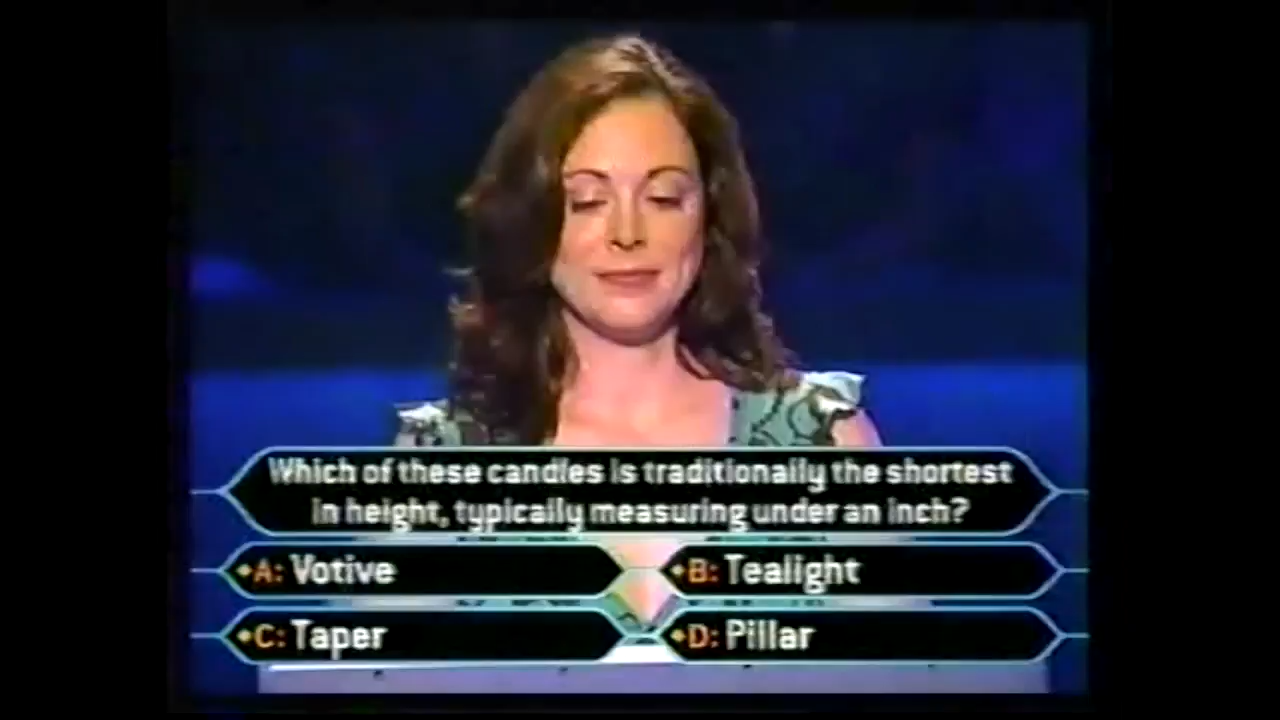 Which of these candles is traditionally the shortest
in height, typically measuring under an inch?
A: Votive
B: Tealight
C: Taper
D: Pillar